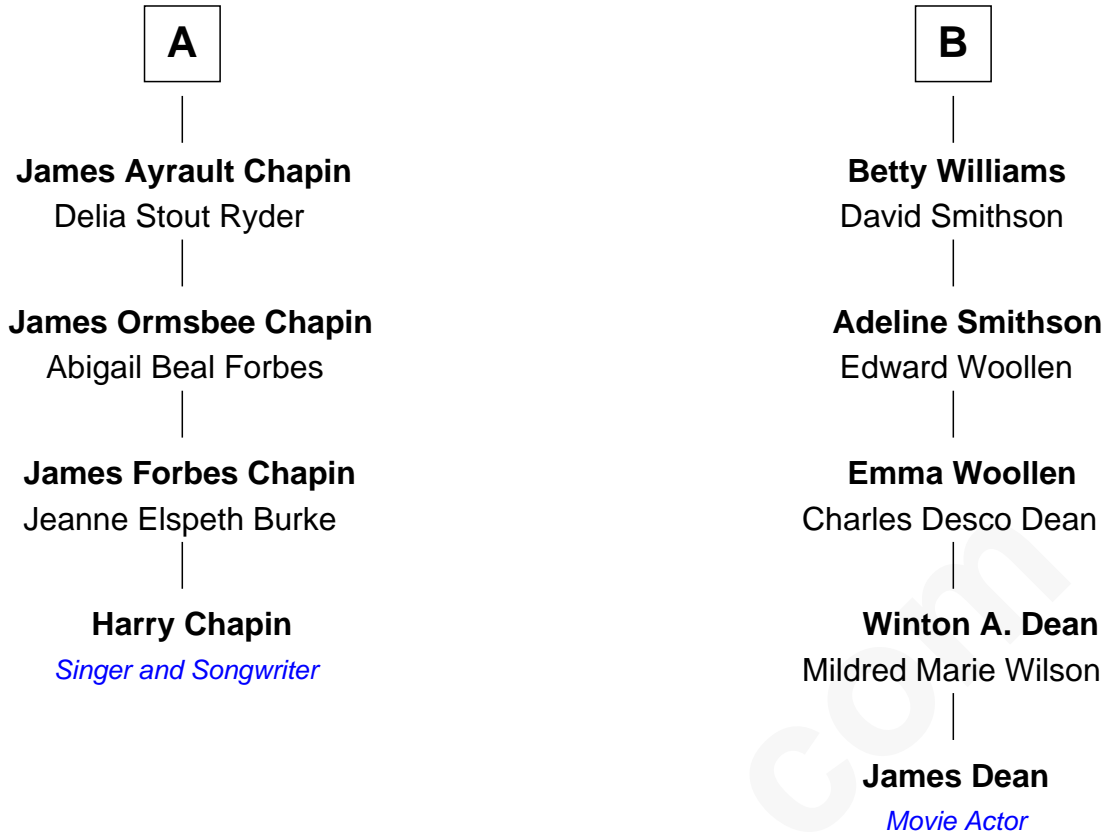 A
James Ayrault Chapin
Delia Stout Ryder
James Ormsbee Chapin
Abigail Beal Forbes
James Forbes Chapin
Jeanne Elspeth Burke
Harry Chapin
Singer and Songwriter
B
Betty Williams
David Smithson
Adeline Smithson
Edward Woollen
Emma Woollen
Charles Desco Dean
Winton A. Dean
Mildred Marie Wilson
James Dean
Movie Actor
com